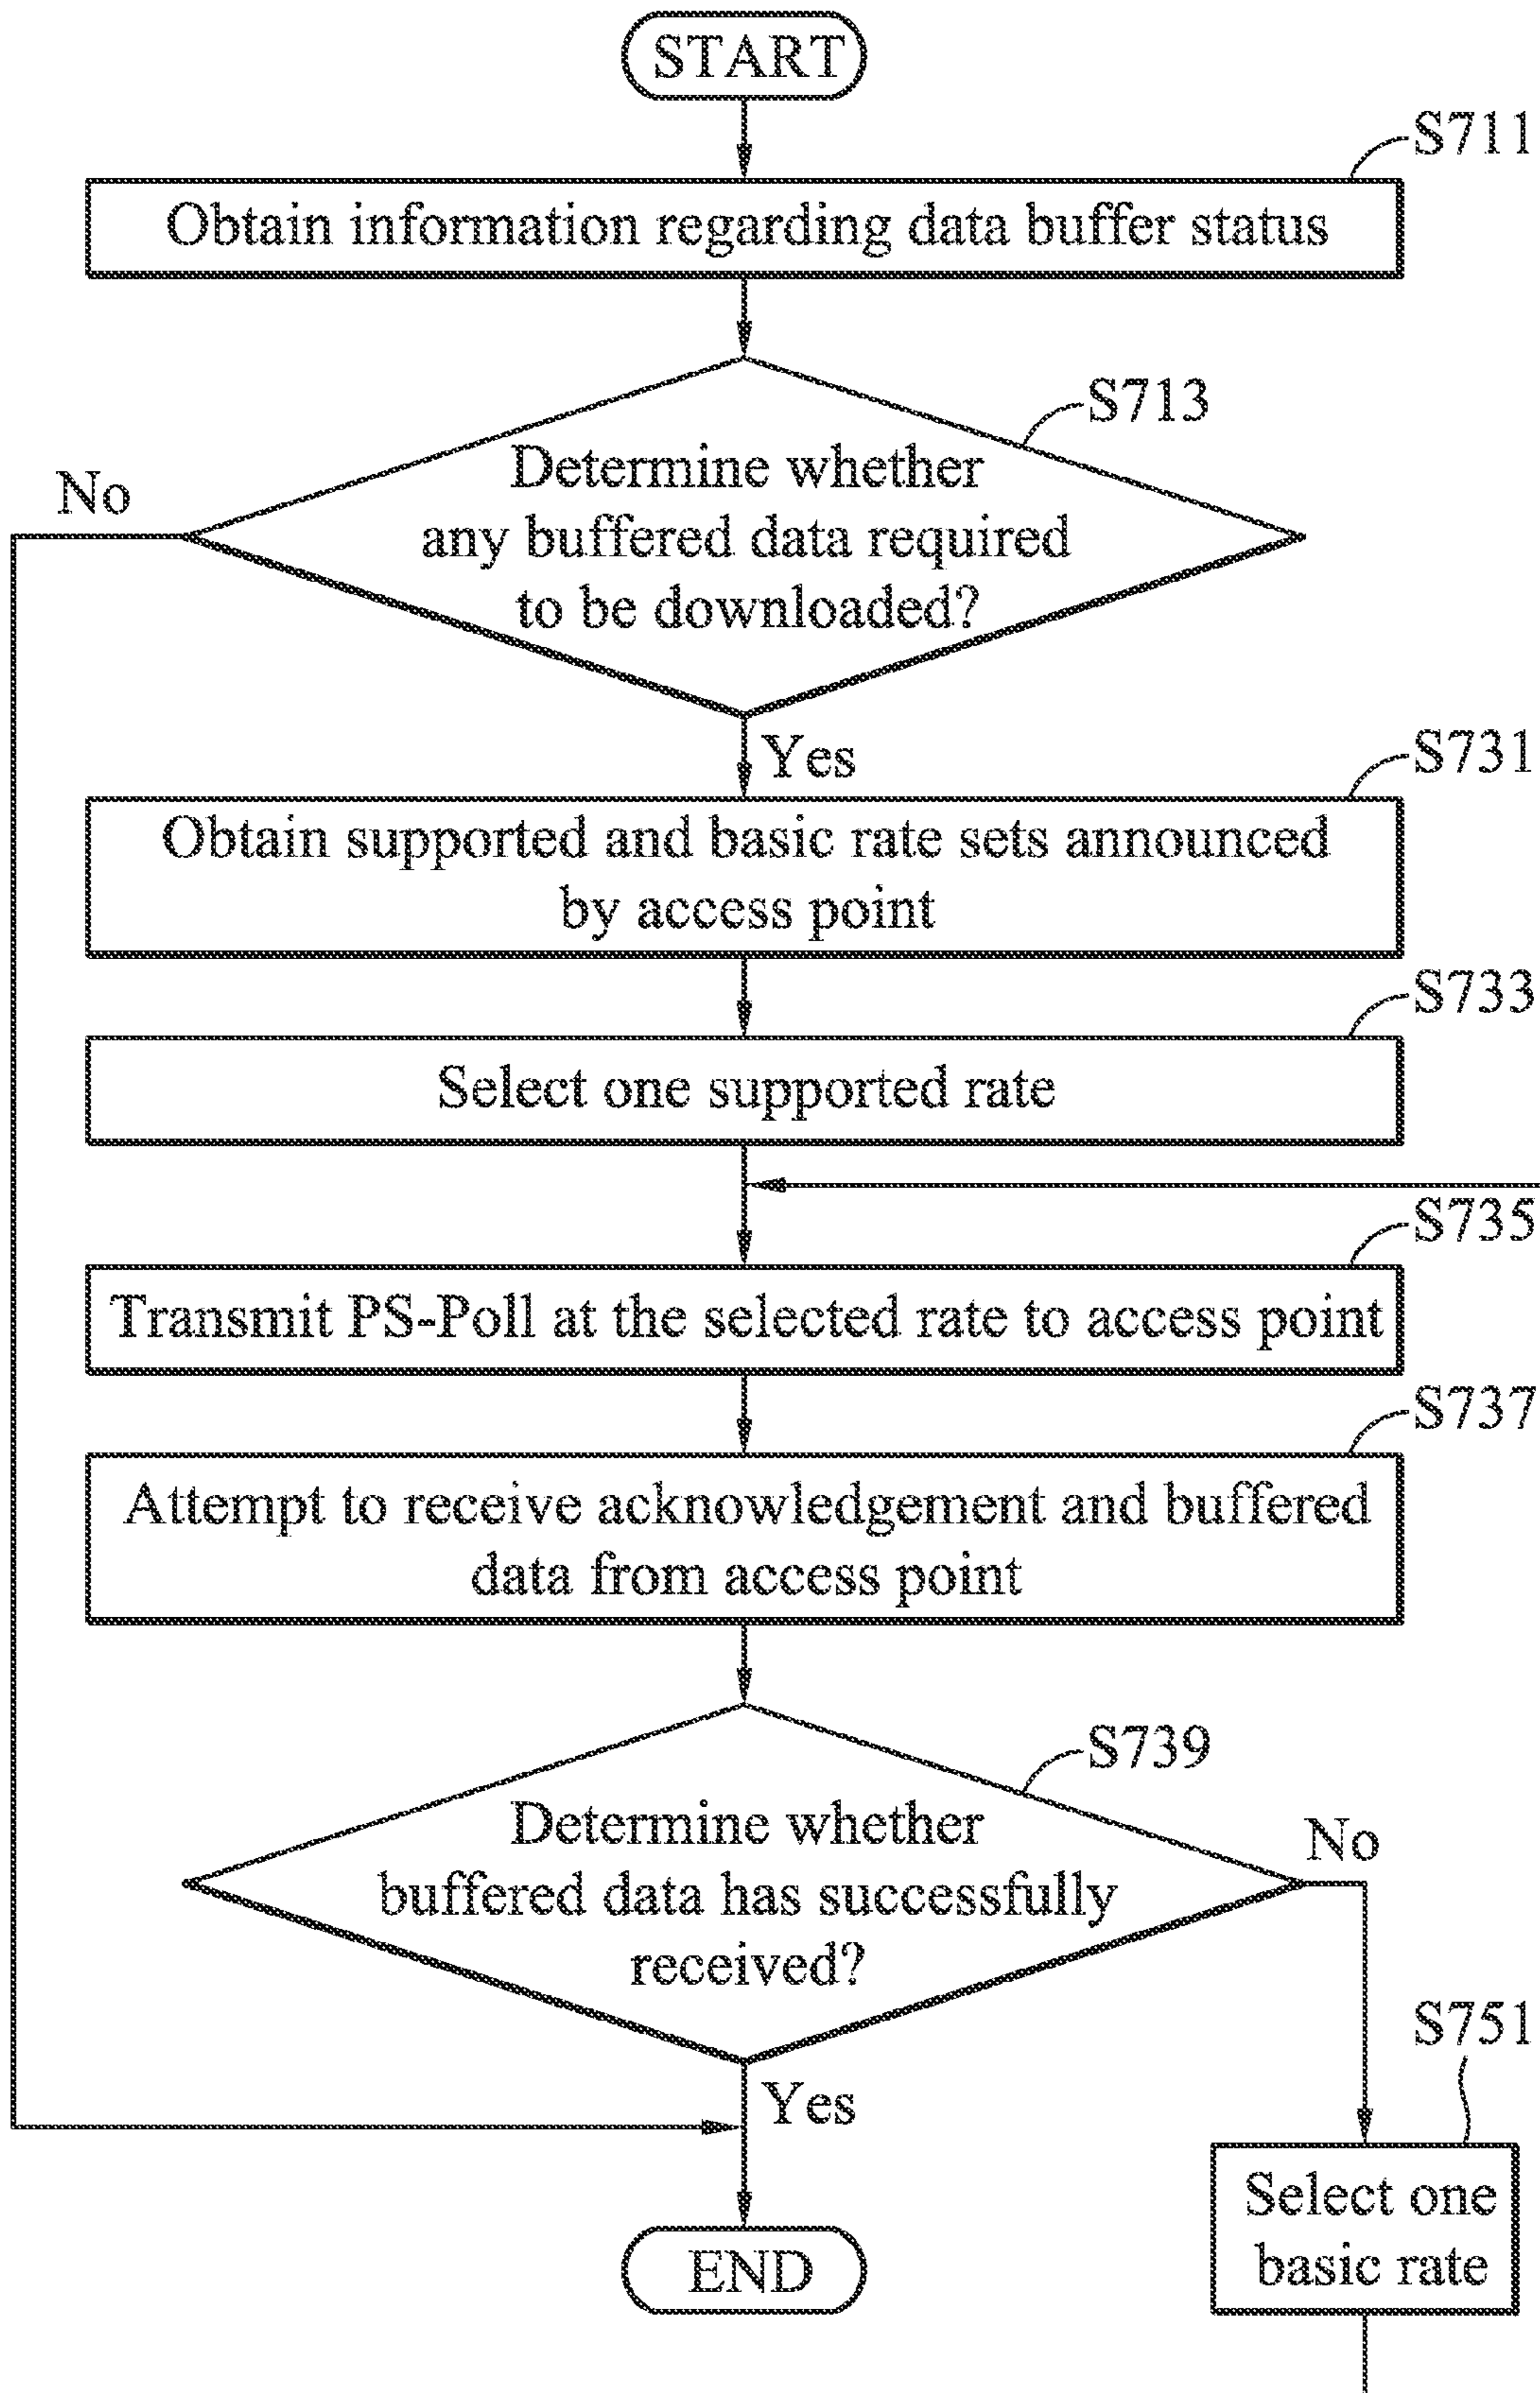 START
S711
Obtain information regarding data buffer status
S713
Determine whether
any buffered data required
to be downloaded?
No
Yes
S731
Obtain supported and basic rate sets announced
by access point
S733
Select one supported rate
S735
Transmit PS-Poll at the selected rate to access point
S737
Attempt to receive acknowledgement and buffered
data from access point
S739
Determine whether
buffered data has successfully
received?
No
Yes
S751
Select one
basic rate
END